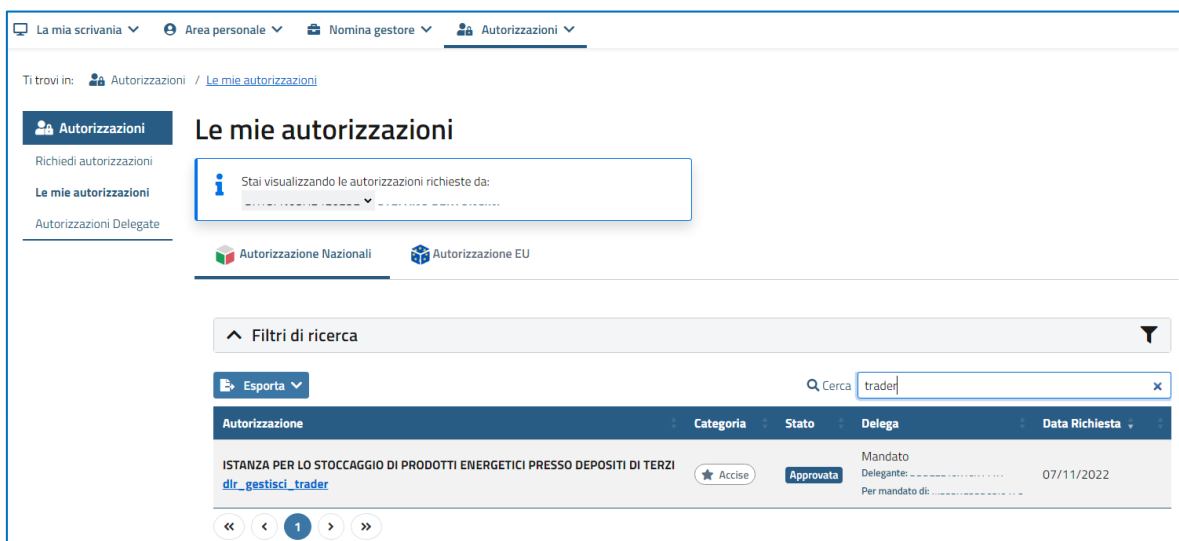 La mia scrivania Area personale Nomina gestore Autorizzazioni
Ti trovi in: Autorizzazioni / Le mie autorizzazioni
Autorizzazioni
Richiedi autorizzazioni
Le mie autorizzazioni
Autorizzazioni Delegate
Le mie autorizzazioni
Stai visualizzando le autorizzazioni richieste da:
Autorizzazione Nazionali Autorizzazione EU
Filtri di ricerca
Esporta Cerca trader
Autorizzazione Categoria Stato Delega Data Richiesta
ISTANZA PER LO STOCCAGGIO DI PRODOTTI ENERGETICI PRESSO DEPOSITI DI TERZI
dlr_gestisci_trader
Accise
Approvata
Mandato
Delegante:
Per mandato di:
07/11/2022
« ‹ 1 › »